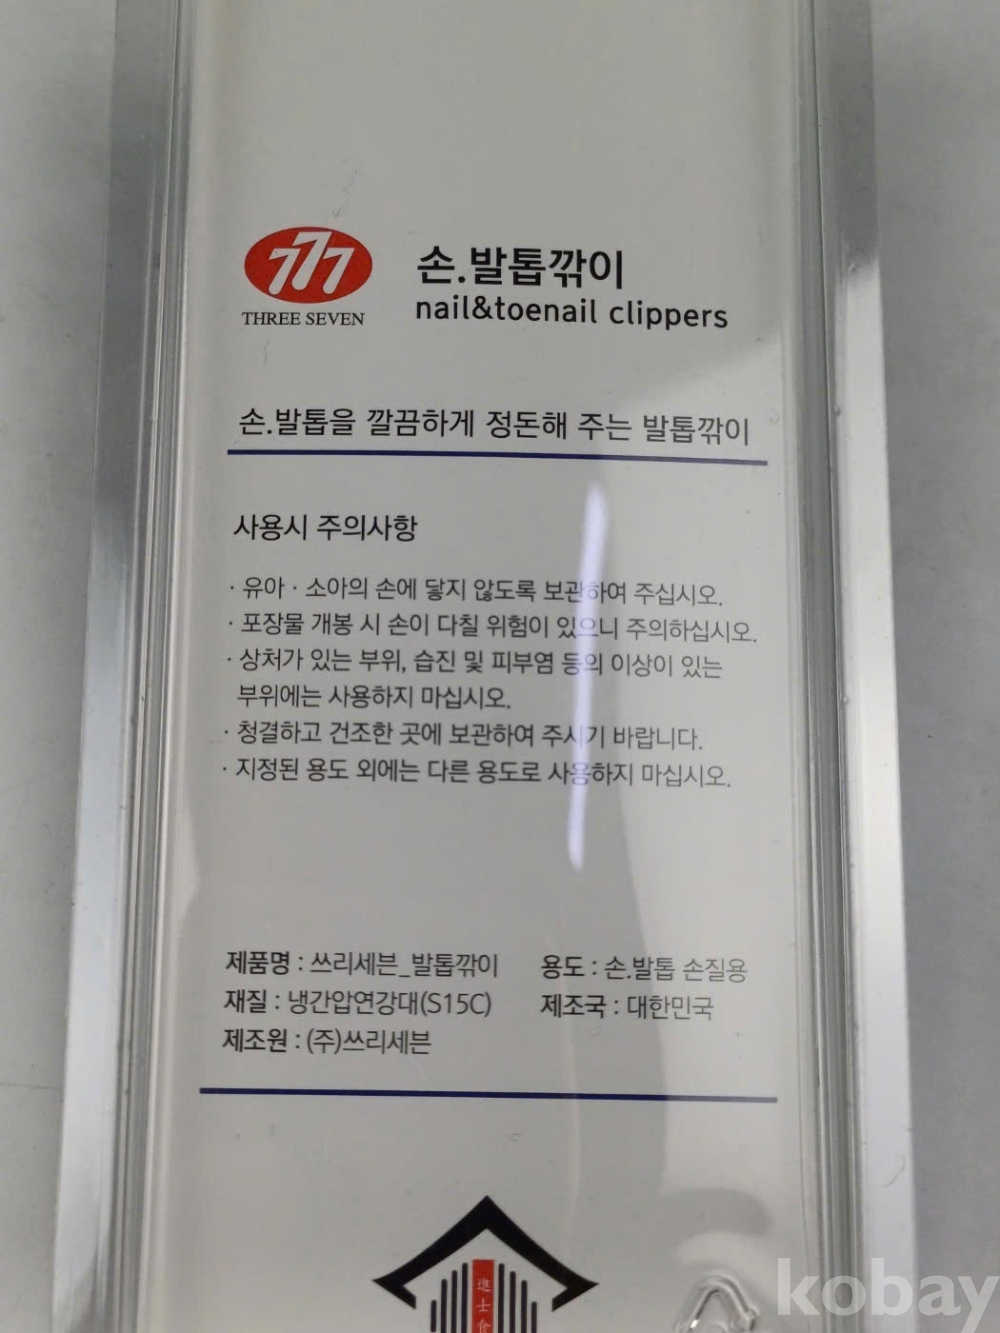 777
THREE SEVEN
손.발톱깎이
nail&toenail clippers
손.발톱을 깔끔하게 정돈해 주는 발톱깎이
사용시 주의사항
· 유아 · 소아의 손에 닿지 않도록 보관하여 주십시오.
· 포장물 개봉 시 손이 다칠 위험이 있으니 주의하십시오.
· 상처가 있는 부위, 습진 및 피부염 등의 이상이 있는
부위에는 사용하지 마십시오.
· 청결하고 건조한 곳에 보관하여 주시기 바랍니다.
· 지정된 용도 외에는 다른 용도로 사용하지 마십시오.
제품명 : 쓰리세븐_발톱깎이 용도 : 손.발톱 손질용
재질 : 냉간압연강대(S15C) 제조국 : 대한민국
제조원 : (주)쓰리세븐
進士
kobay